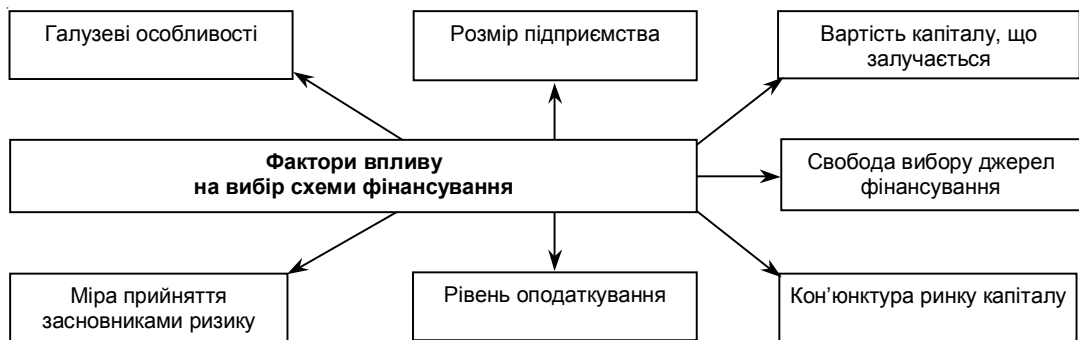 Галузеві особливості
Розмір підприємства
Вартість капіталу, що
залучається
Фактори впливу
на вибір схеми фінансування
Свобода вибору джерел
фінансування
Міра прийняття
засновниками ризику
Рівень оподаткування
Кон’юнктура ринку капіталу